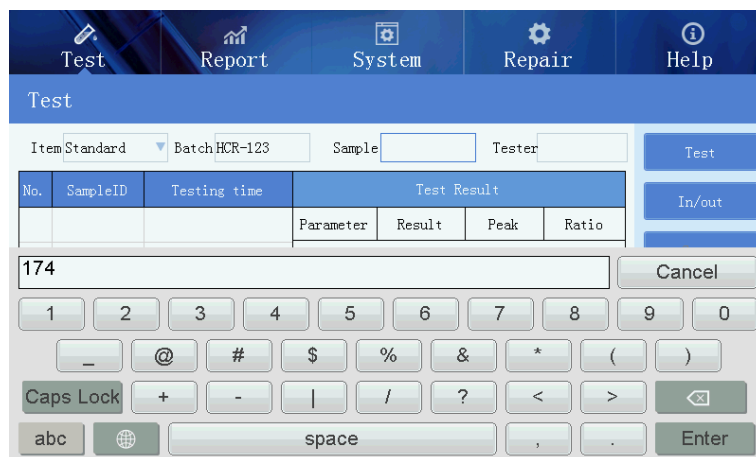 Test Report System Repair Help
Test
Item Standard Batch HCR-123 Sample Tester Test
No. SampleID Testing time Test Result In/out
Parameter Result Peak Ratio
174 Cancel
1 2 3 4 5 6 7 8 9 0
_ @ # $ % & * ( )
Caps Lock + - | / ? < >
abc space , . Enter